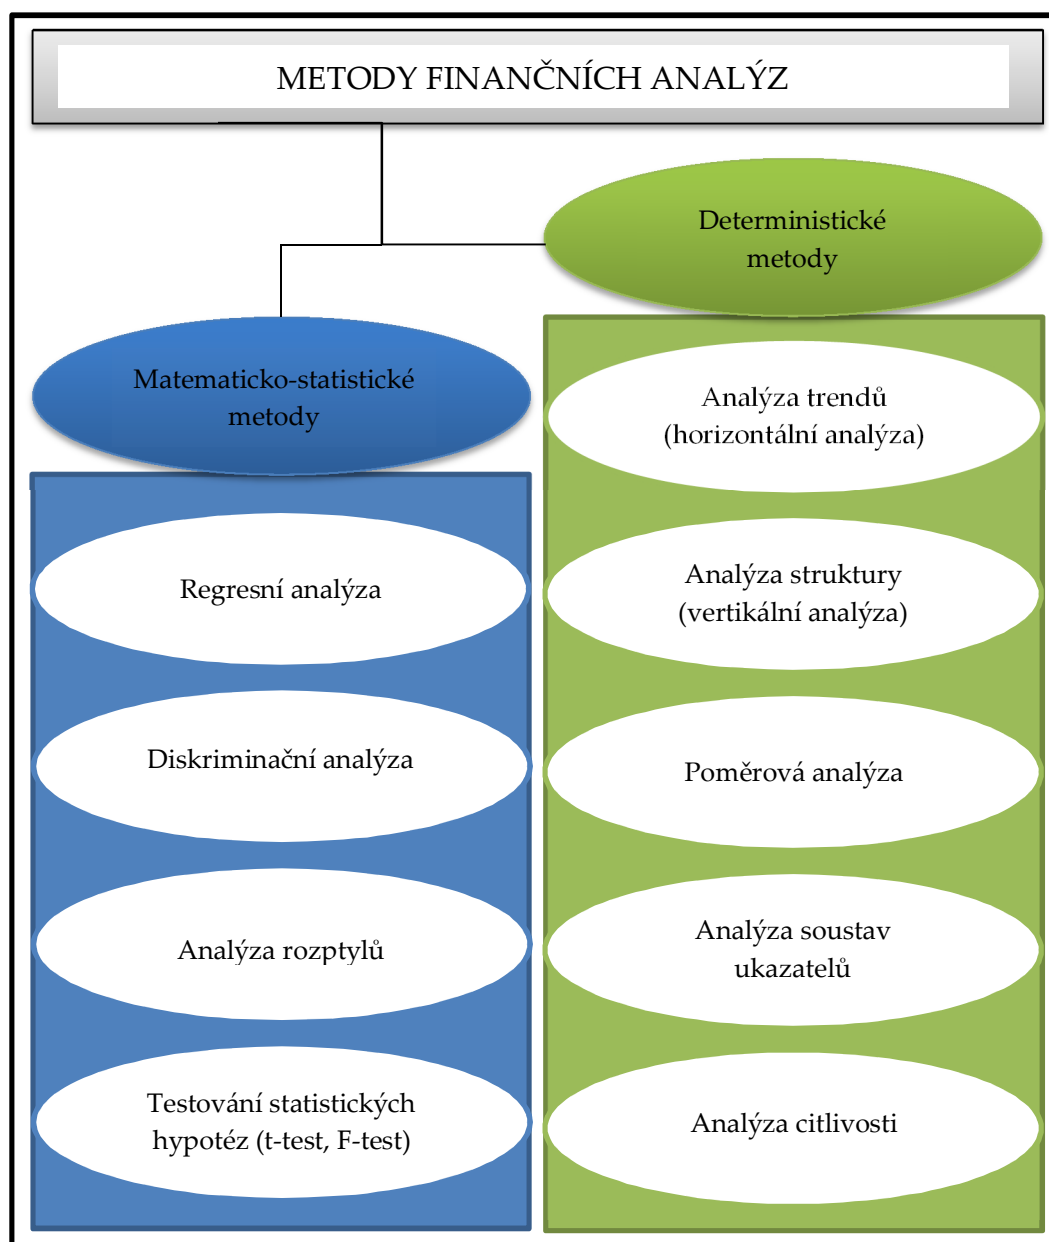 METODY FINANČNÍCH ANALÝZ
Deterministické
metody
Matematicko-statistické
metody
Analýza trendů
(horizontální analýza)
Regresní analýza
Analýza struktury
(vertikální analýza)
Diskriminační analýza
Poměrová analýza
Analýza rozptylů
Analýza soustav
ukazatelů
Testování statistických
hypotéz (t-test, F-test)
Analýza citlivosti